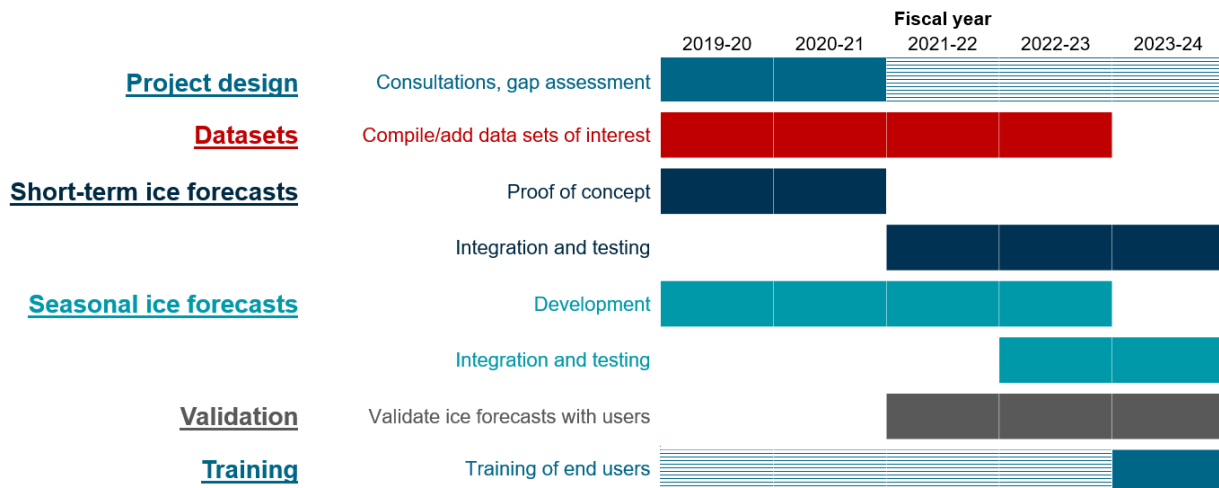 Fiscal year
2019-20 2020-21 2021-22 2022-23 2023-24
Project design Consultations, gap assessment
Datasets Compile/add data sets of interest
Short-term ice forecasts Proof of concept
Integration and testing
Seasonal ice forecasts Development
Integration and testing
Validation Validate ice forecasts with users
Training Training of end users